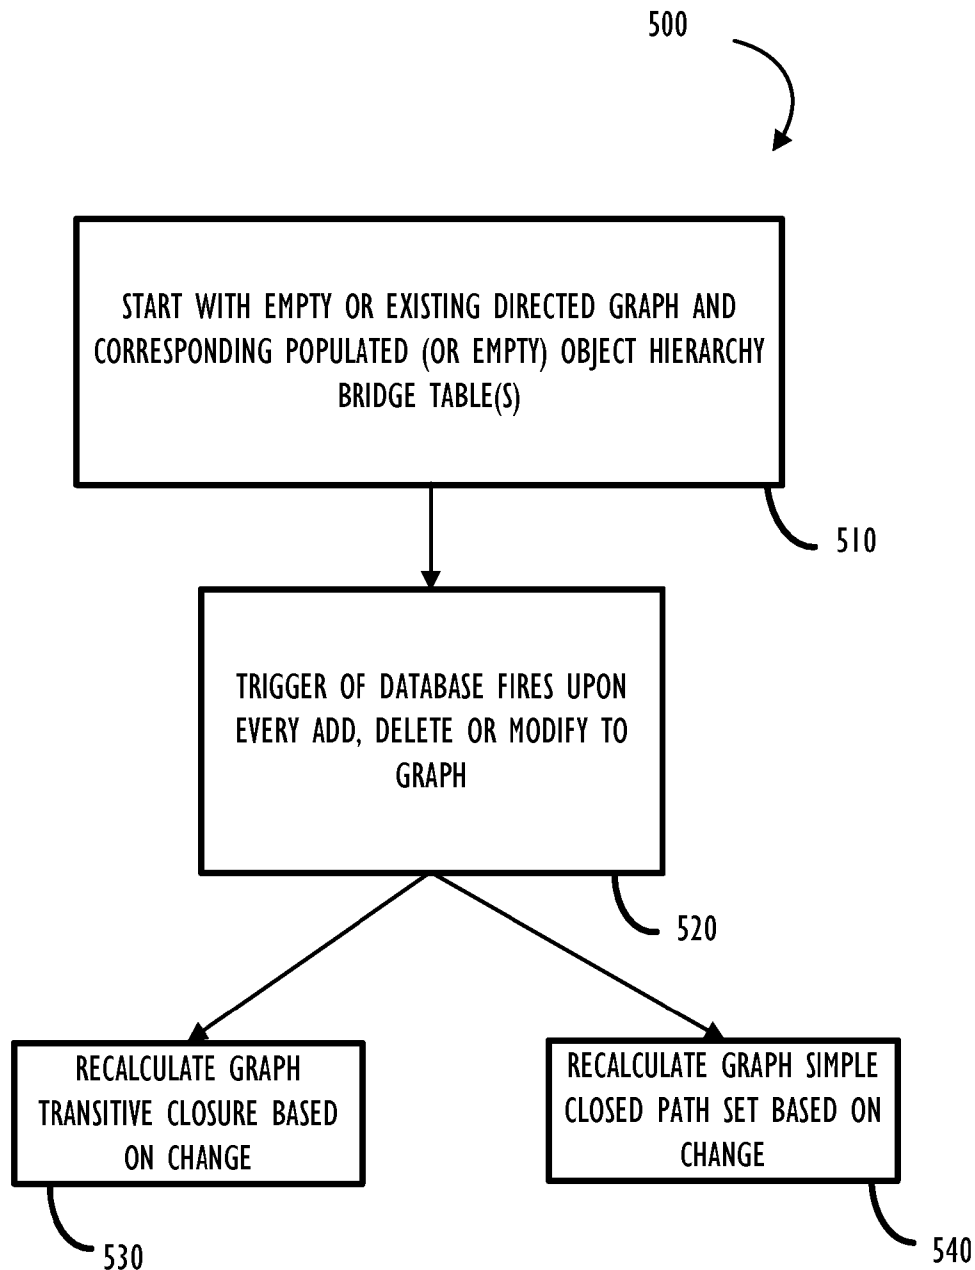 500
START WITH EMPTY OR EXISTING DIRECTED GRAPH AND
CORRESPONDING POPULATED (OR EMPTY) OBJECT HIERARCHY
BRIDGE TABLE(S)
510
TRIGGER OF DATABASE FIRES UPON
EVERY ADD, DELETE OR MODIFY TO
GRAPH
520
RECALCULATE GRAPH
TRANSITIVE CLOSURE BASED
ON CHANGE
530
RECALCULATE GRAPH SIMPLE
CLOSED PATH SET BASED ON
CHANGE
540